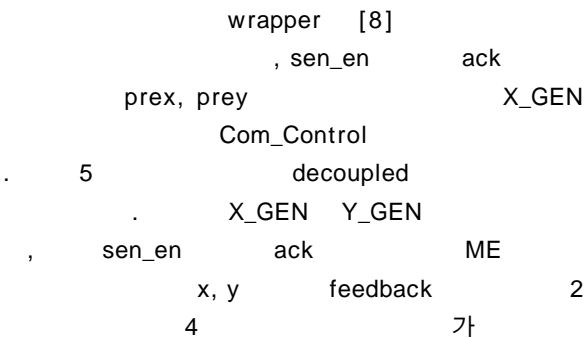 wrapper [8]
, sen_en ack
prex, prey X_GEN
Com_Control
. 5 decoupled
. X_GEN Y_GEN
, sen_en ack ME
x, y feedback 2
4 가